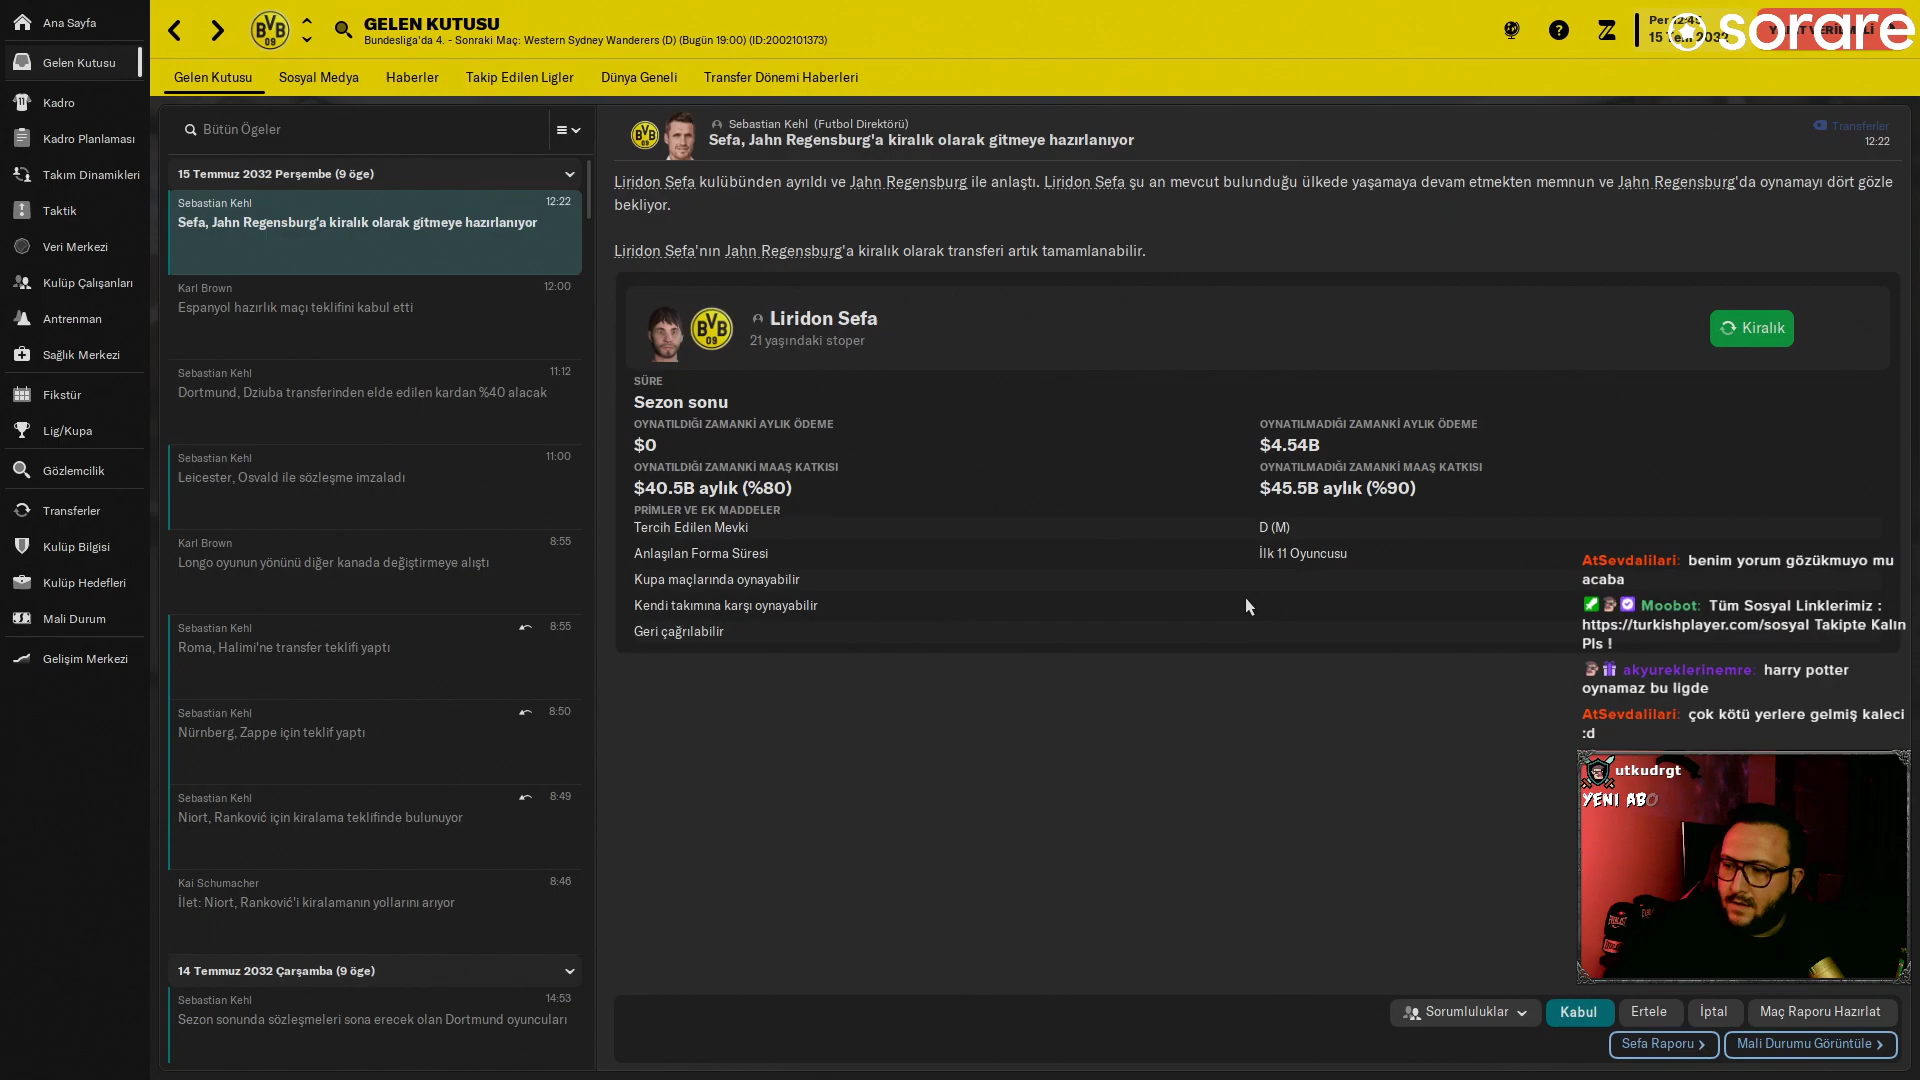 Ana Sayfa
Gelen Kutusu
Kadro
Kadro Planlaması
Takım Dinamikleri
Taktik
Veri Merkezi
Kulüp Çalışanları
Antrenman
Sağlık Merkezi
Fikstür
Lig/Kupa
Gözlemcilik
Transferler
Kulüp Bilgisi
Kulüp Hedefleri
Mali Durum
Gelişim Merkezi
BVB 09
GELEN KUTUSU
Bundesliga'da 4. - Sonraki Maç: Western Sydney Wanderers (D) (Bugün 19:00) (ID:2002101373)
Per 12:45
15 Tem 2032
sorare
Gelen Kutusu
Sosyal Medya
Haberler
Takip Edilen Ligler
Dünya Geneli
Transfer Dönemi Haberleri
Bütün Ögeler
15 Temmuz 2032 Perşembe (9 öge)
Sebastian Kehl 12:22
Sefa, Jahn Regensburg'a kiralık olarak gitmeye hazırlanıyor
Karl Brown 12:00
Espanyol hazırlık maçı teklifini kabul etti
Sebastian Kehl 11:12
Dortmund, Dziuba transferinden elde edilen kardan %40 alacak
Sebastian Kehl 11:00
Leicester, Osvald ile sözleşme imzaladı
Karl Brown 8:55
Longo oyunun yönünü diğer kanada değiştirmeye alıştı
Sebastian Kehl 8:55
Roma, Halimi'ne transfer teklifi yaptı
Sebastian Kehl 8:50
Nürnberg, Zappe için teklif yaptı
Sebastian Kehl 8:49
Niort, Ranković için kiralama teklifinde bulunuyor
Kai Schumacher 8:46
İlet: Niort, Ranković'i kiralamanın yollarını arıyor
14 Temmuz 2032 Çarşamba (9 öge)
Sebastian Kehl 14:53
Sezon sonunda sözleşmeleri sona erecek olan Dortmund oyuncuları
BVB 09
Sebastian Kehl (Futbol Direktörü)
Sefa, Jahn Regensburg'a kiralık olarak gitmeye hazırlanıyor
Transferler
12:22
Liridon Sefa kulübünden ayrıldı ve Jahn Regensburg ile anlaştı. Liridon Sefa şu an mevcut bulunduğu ülkede yaşamaya devam etmekten memnun ve Jahn Regensburg'da oynamayı dört gözle
bekliyor.
Liridon Sefa'nın Jahn Regensburg'a kiralık olarak transferi artık tamamlanabilir.
BVB 09
Liridon Sefa
21 yaşındaki stoper
Kiralık
SÜRE
Sezon sonu
OYNATILDIĞI ZAMANKİ AYLIK ÖDEME
$0
OYNATILMADIĞI ZAMANKİ AYLIK ÖDEME
$4.54B
OYNATILDIĞI ZAMANKİ MAAŞ KATKISI
$40.5B aylık (%80)
OYNATILMADIĞI ZAMANKİ MAAŞ KATKISI
$45.5B aylık (%90)
PRİMLER VE EK MADDELER
Tercih Edilen Mevki D (M)
Anlaşılan Forma Süresi İlk 11 Oyuncusu
Kupa maçlarında oynayabilir
Kendi takımına karşı oynayabilir
Geri çağrılabilir
AtSevdalilari: benim yorum gözükmuyo mu
acaba
Moobot: Tüm Sosyal Linklerimiz :
https://turkishplayer.com/sosyal Takipte Kalın
Pls !
akyureklerinemre: harry potter
oynamaz bu ligde
AtSevdalilari: çok kötü yerlere gelmiş kaleci
:d
utkudrgt
YENI ABO
Sorumluluklar
Kabul
Ertele
İptal
Maç Raporu Hazırlat
Sefa Raporu
Mali Durumu Görüntüle